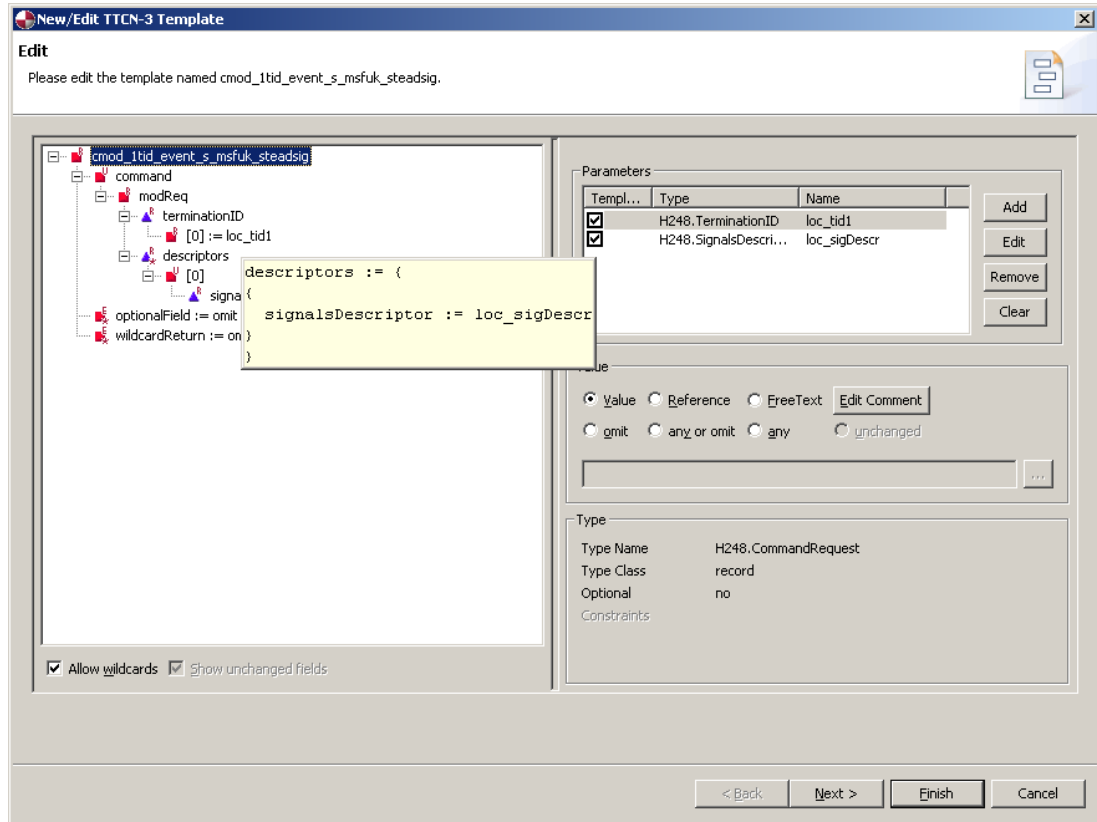 New/Edit TTCN-3 Template
Edit
Please edit the template named cmod_1tid_event_s_msfuk_steadsig.
cmod_1tid_event_s_msfuk_steadsig
command
modReq
terminationID
[0] := loc_tid1
descriptors
[0]
signa
optionalField := omit
wildcardReturn := on
descriptors := {
{
signalsDescriptor := loc_sigDescr
}
}
Parameters
Templ... Type Name
H248.TerminationID loc_tid1
H248.SignalsDescri... loc_sigDescr
Add
Edit
Remove
Clear
Value Reference FreeText Edit Comment
omit any or omit any unchanged
...
Type
Type Name H248.CommandRequest
Type Class record
Optional no
Constraints
Allow wildcards Show unchanged fields
< Back Next > Finish Cancel